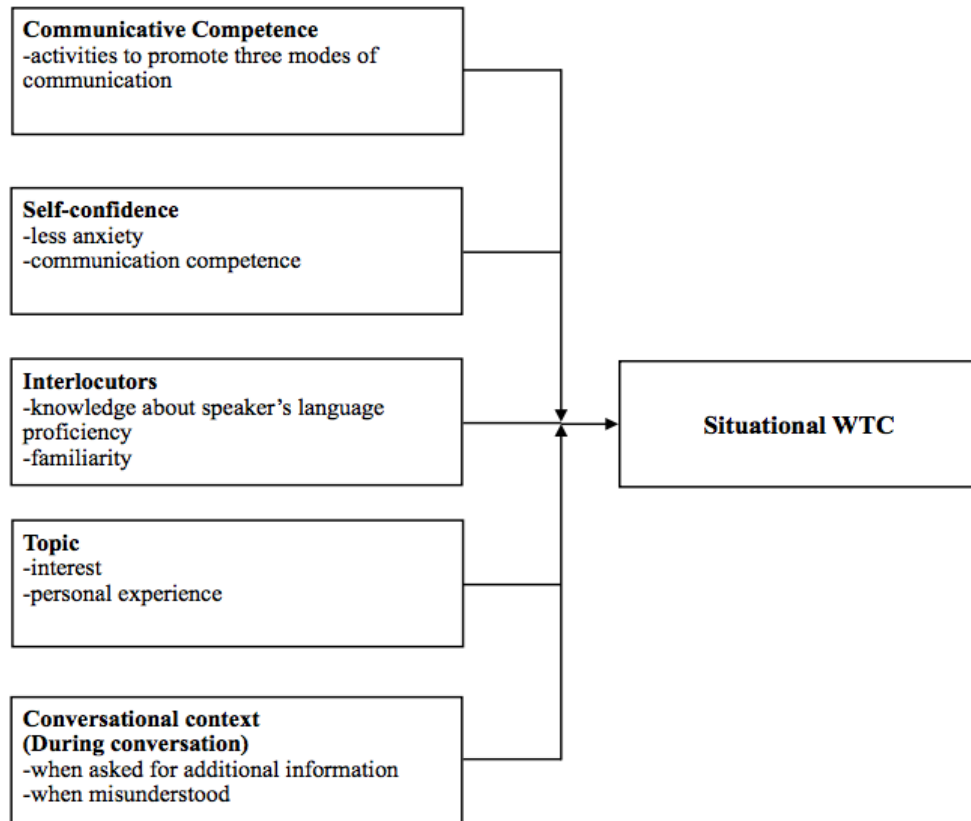 Communicative Competence
-activities to promote three modes of
communication
Self-confidence
-less anxiety
-communication competence
Interlocutors
-knowledge about speaker's language
proficiency
-familiarity
Situational WTC
Topic
-interest
-personal experience
Conversational context
(During conversation)
-when asked for additional information
-when misunderstood